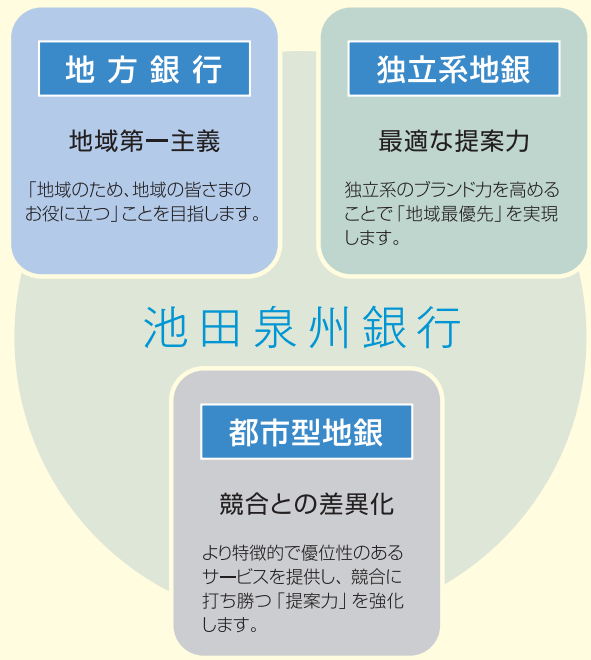 地方銀行
地域第一主義
「地域のため、地域の皆さまの
お役に立つ」ことを目指します。
独立系地銀
最適な提案力
独立系のブランド力を高める
ことで「地域最優先」を実現
します。
池田泉州銀行
都市型地銀
競合との差異化
より特徴的で優位性のある
サービスを提供し、競合に
打ち勝つ「提案力」を強化
します。